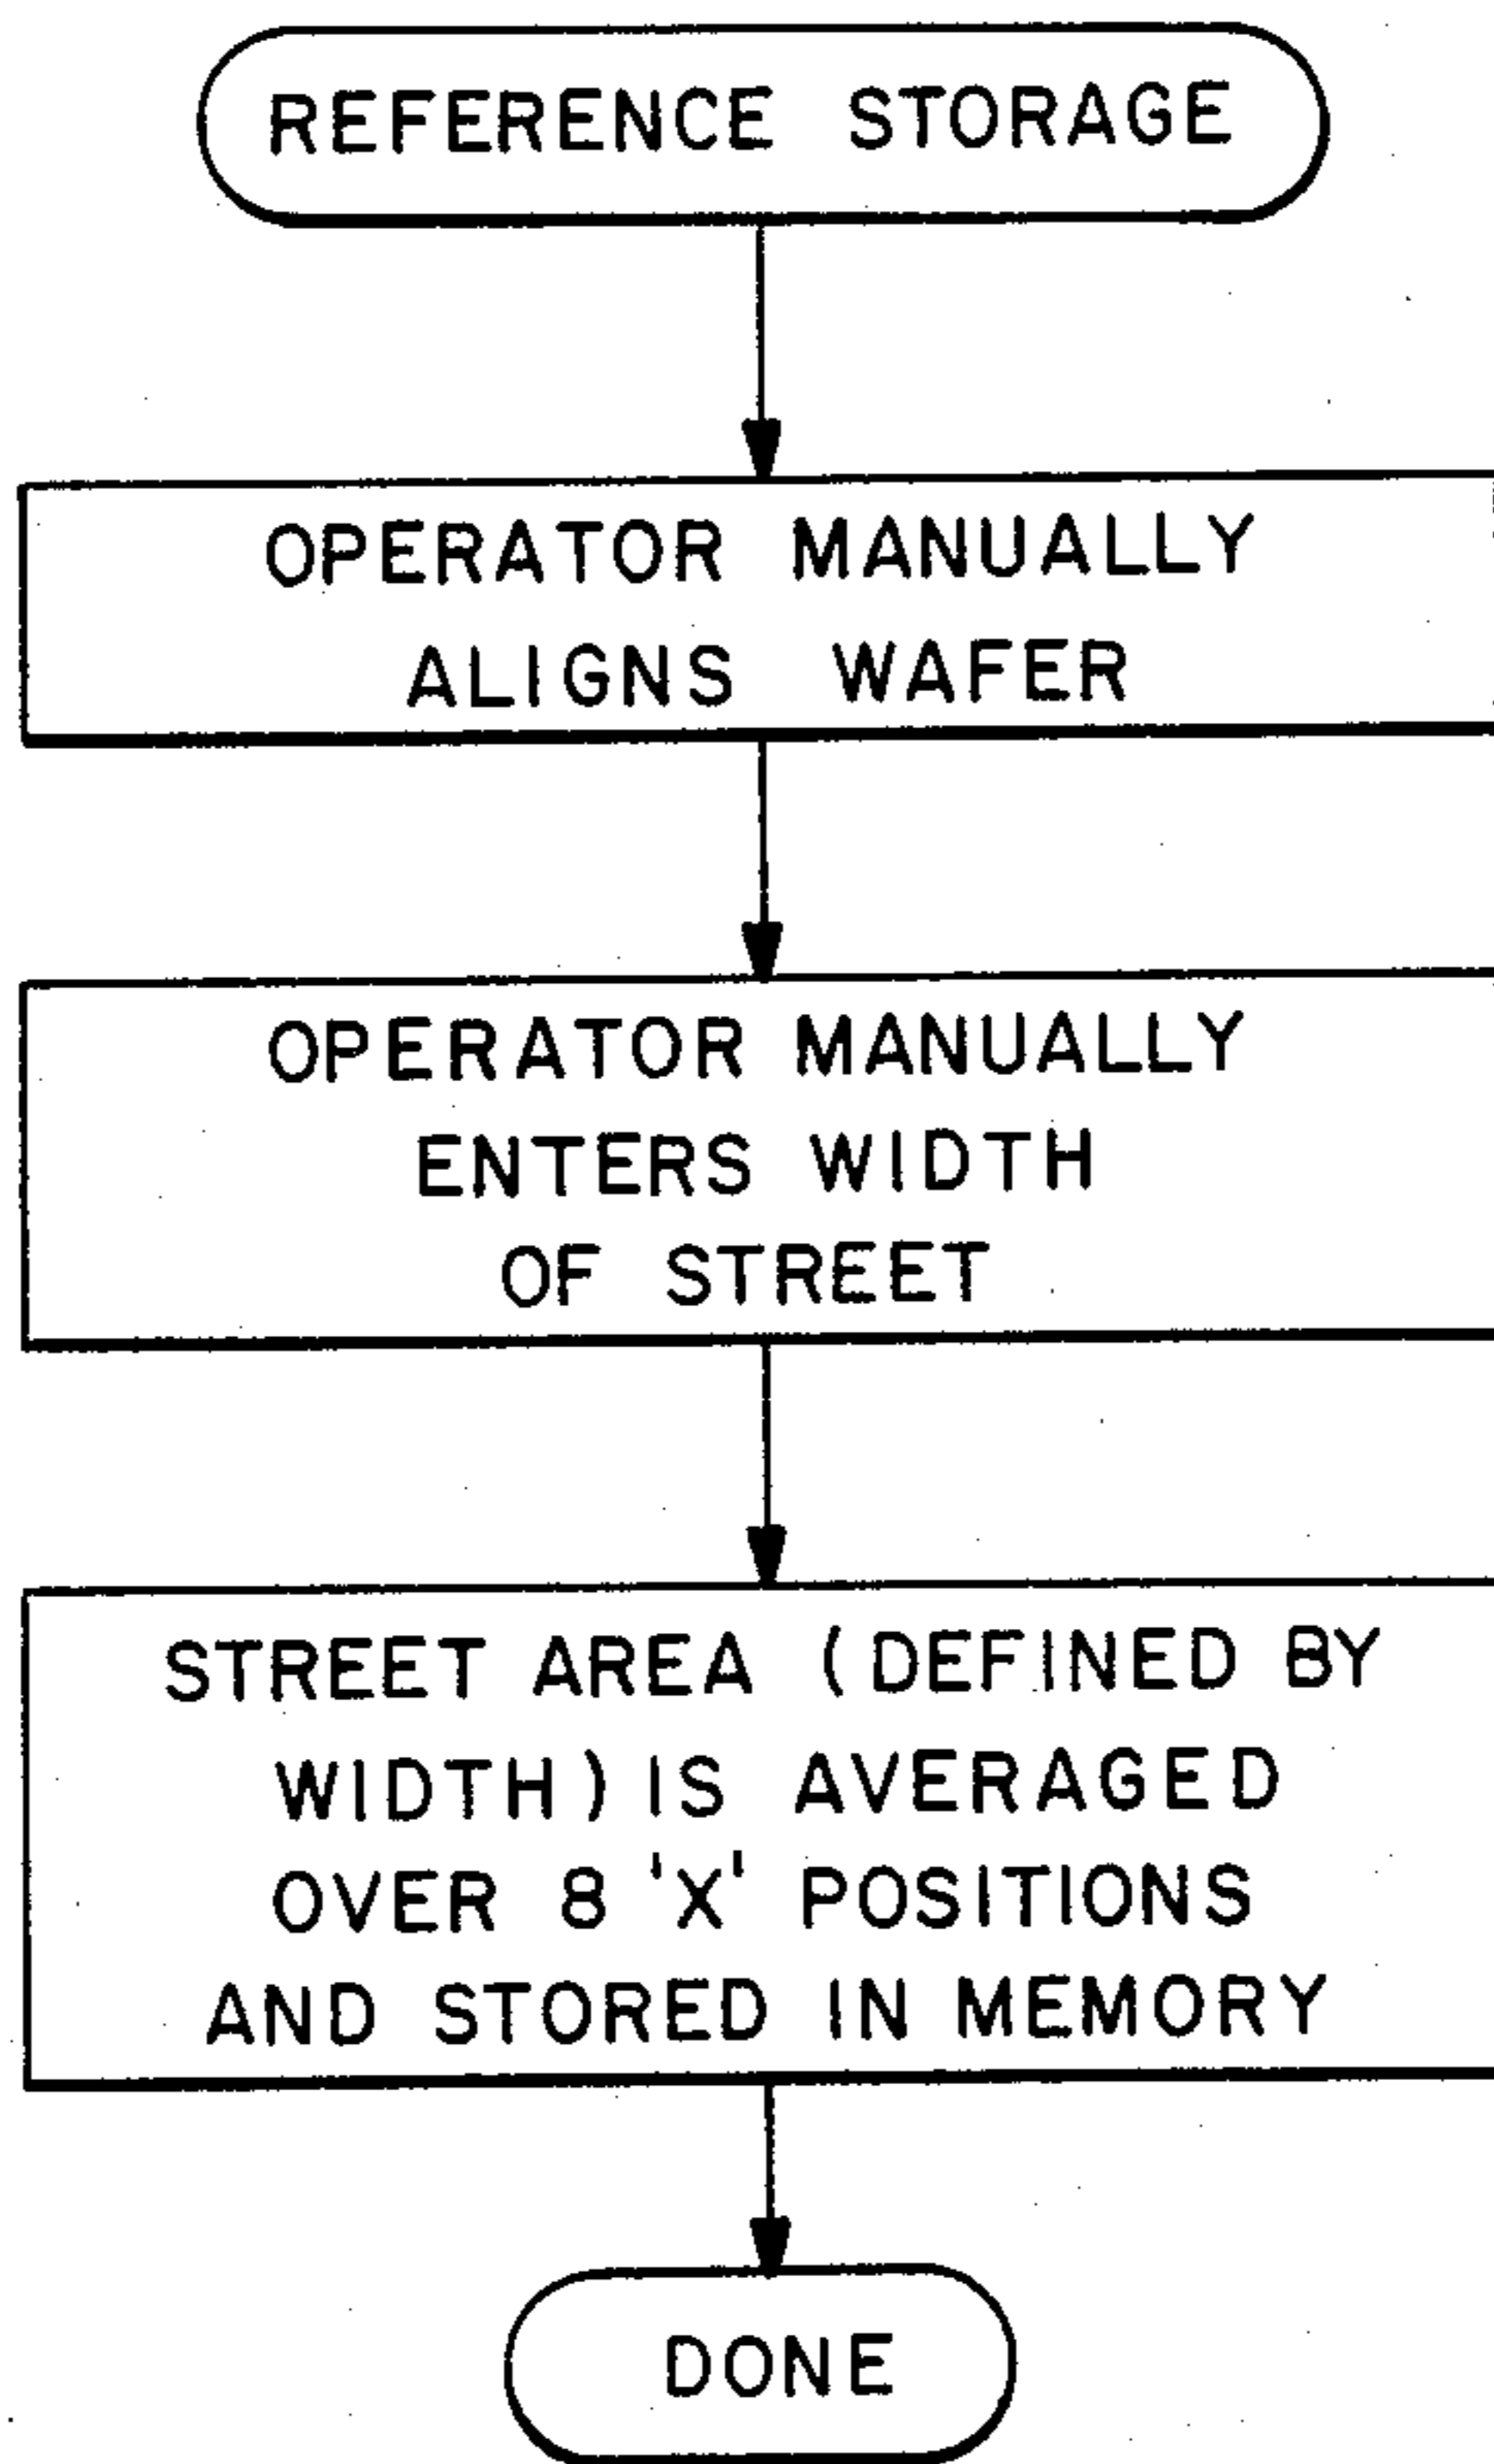 REFERENCE STORAGE
OPERATOR MANUALLY
ALIGNS WAFER
OPERATOR MANUALLY
ENTERS WIDTH
OF STREET
STREET AREA (DEFINED BY
WIDTH) IS AVERAGED
OVER 8 'X' POSITIONS
AND STORED IN MEMORY
DONE